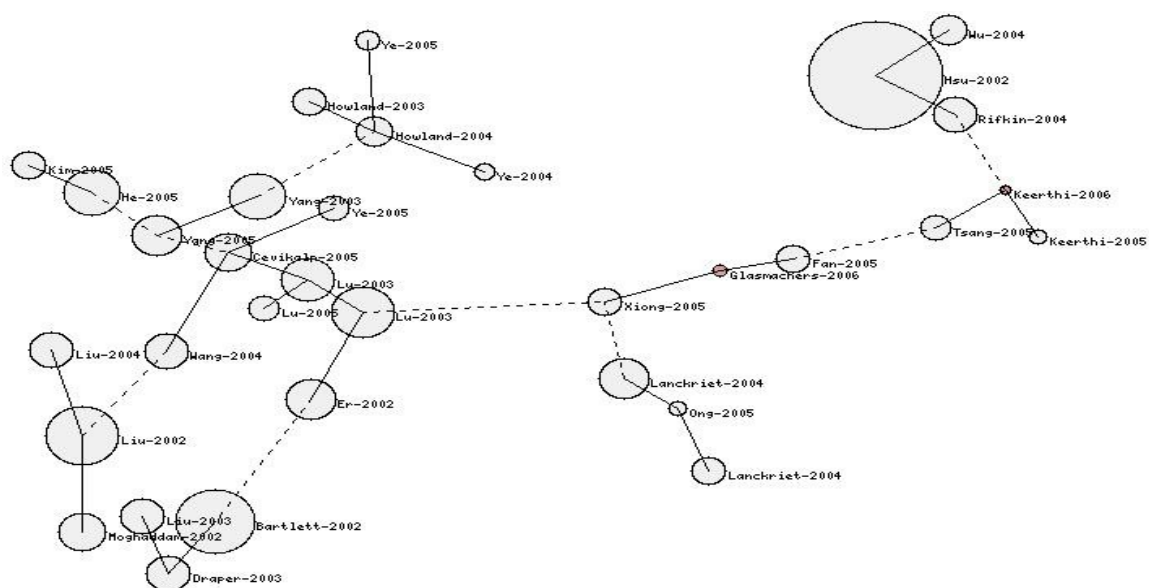 Wu-2004
Ye-2005
Hsu-2002
Howland-2003
Rifkin-2004
Howland-2004
Kim-2005
Ye-2004
Keerthi-2006
He-2005
Yang-2003
Ye-2005
Tsang-2005
Keerthi-2005
Yang-2005
Cevikalp-2005
Fan-2005
Glasmachers-2006
Lu-2003
Xiong-2005
Lu-2005
Lu-2003
Liu-2004
Wang-2004
Lanckriet-2004
Er-2002
Ong-2005
Liu-2002
Lanckriet-2004
Liu-2003
Bartlett-2002
Moghaddam-2002
Draper-2003